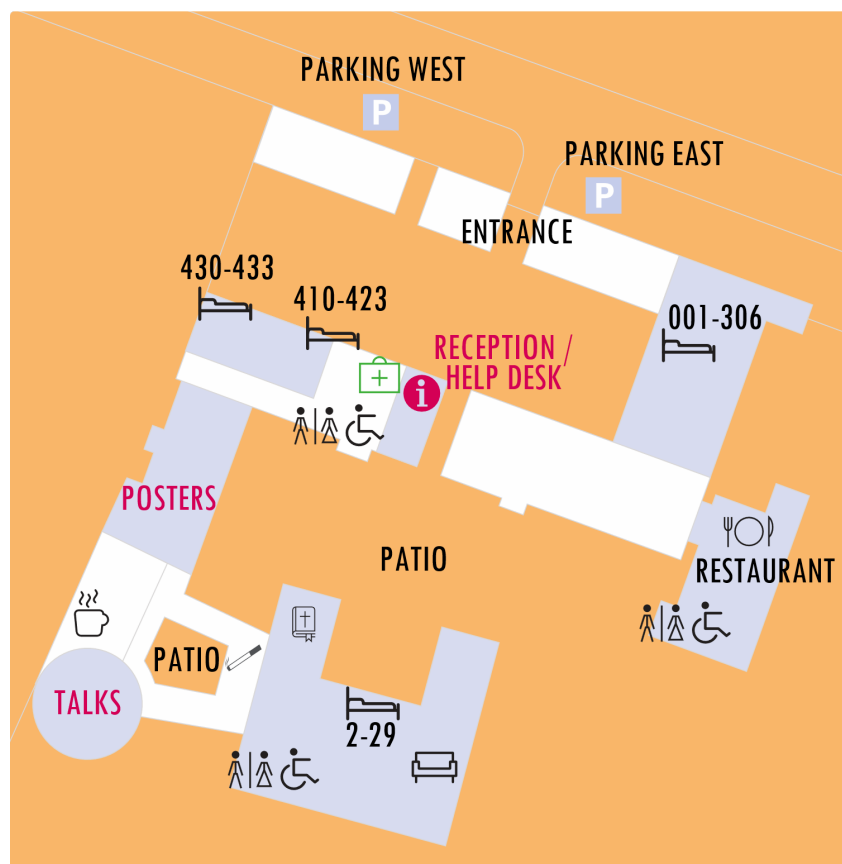 PARKING WEST
P
PARKING EAST
P
ENTRANCE
430-433
410-423
001-306
RECEPTION /
HELP DESK
i
POSTERS
PATIO
RESTAURANT
PATIO
TALKS
2-29